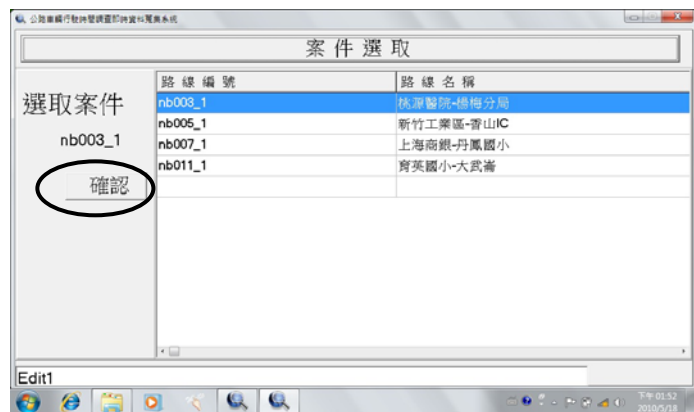 公路車輛行駛時間調查即時資料蒐集系統
案件選取
選取案件
nb003_1
確認
路線編號 路線名稱
nb003_1 桃源醫院-楊梅分局
nb005_1 新竹工業區-香山IC
nb007_1 上海商銀-丹鳳國小
nb011_1 育英國小-大武崙
Edit1
下午 01:52
2010/5/13